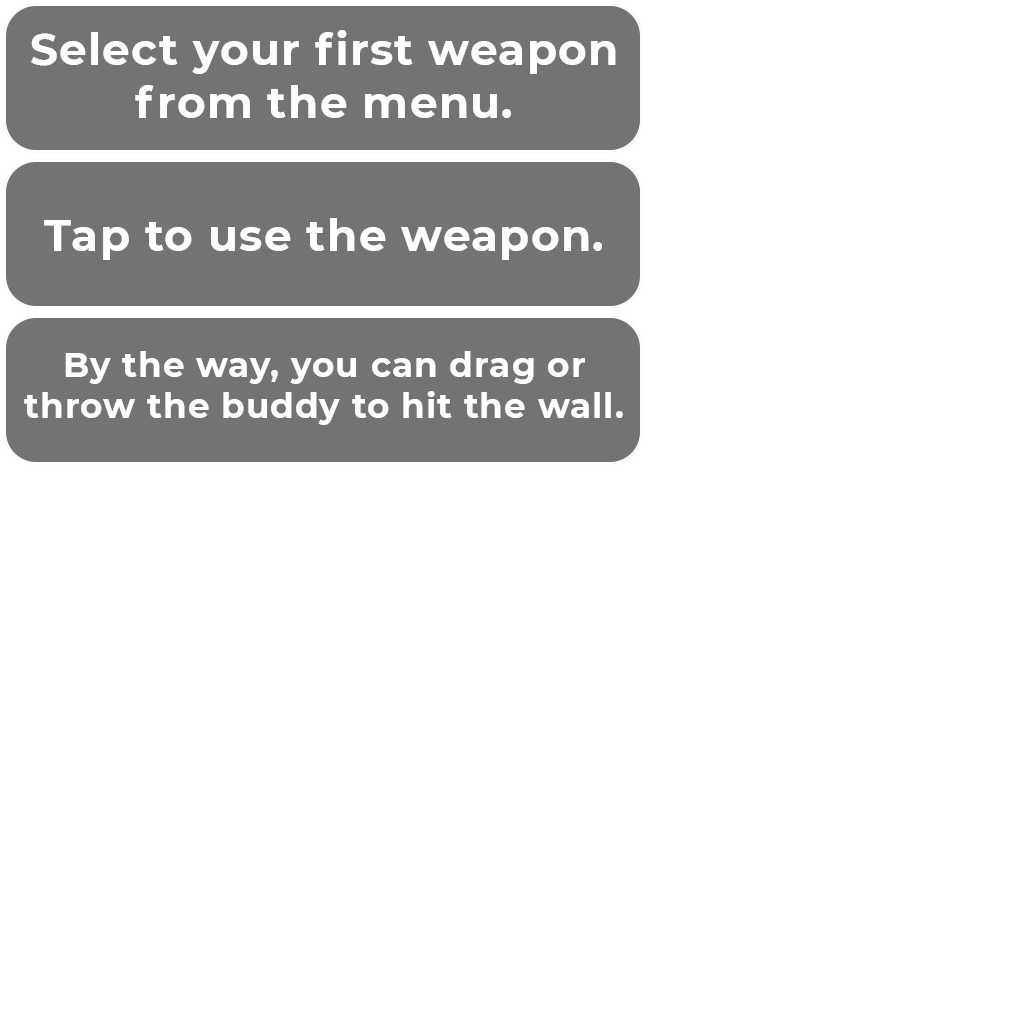 Select your first weapon
from the menu.
Tap to use the weapon.
By the way, you can drag or
throw the buddy to hit the wall.